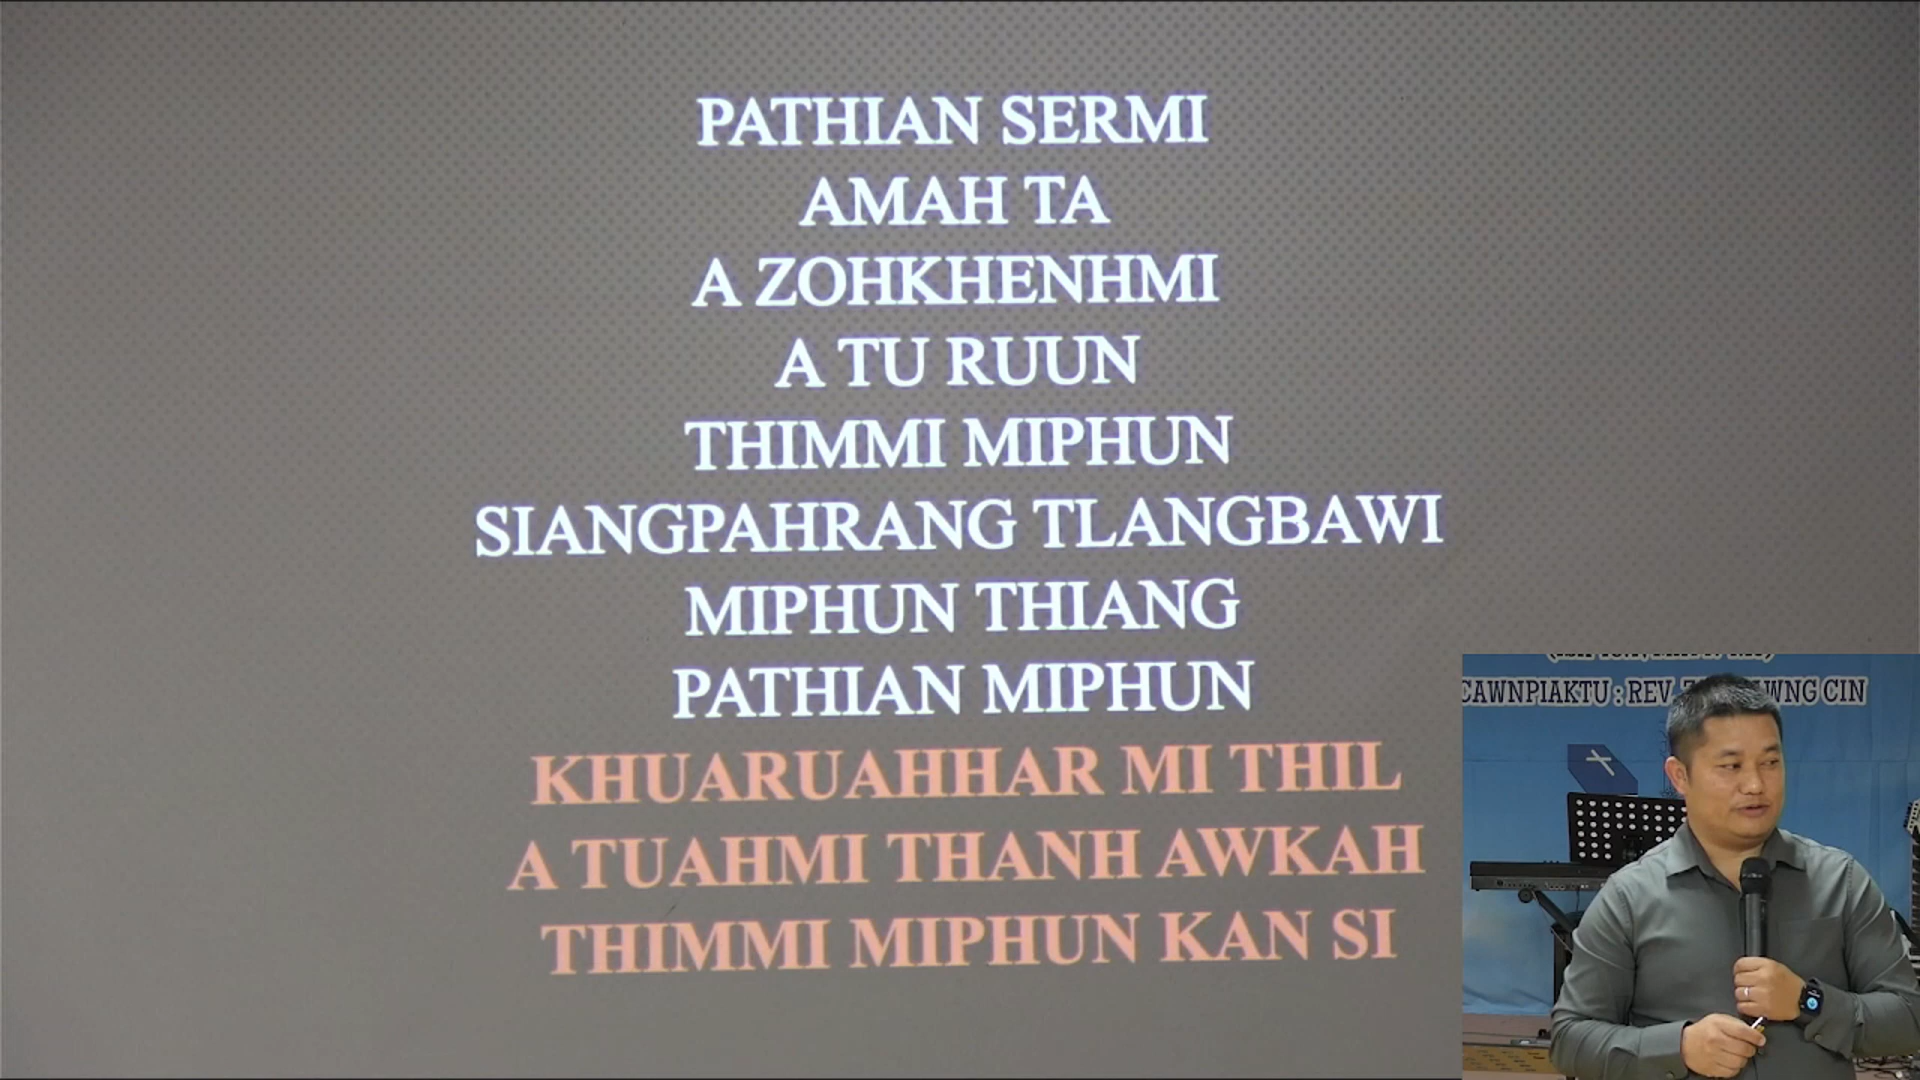 PATHIAN SERMI
AMAH TA
A ZOHKHENHMI
A TU RUUN
THIMMI MIPHUN
SIANGPAHRANG TLANGBAWI
MIPHUN THIANG
PATHIAN MIPHUN
KHUARUAHHAR MI THIL
A TUAHMI THANH AWKAH
THIMMI MIPHUN KAN SI
CAWNPIAKTU : REV. CIN